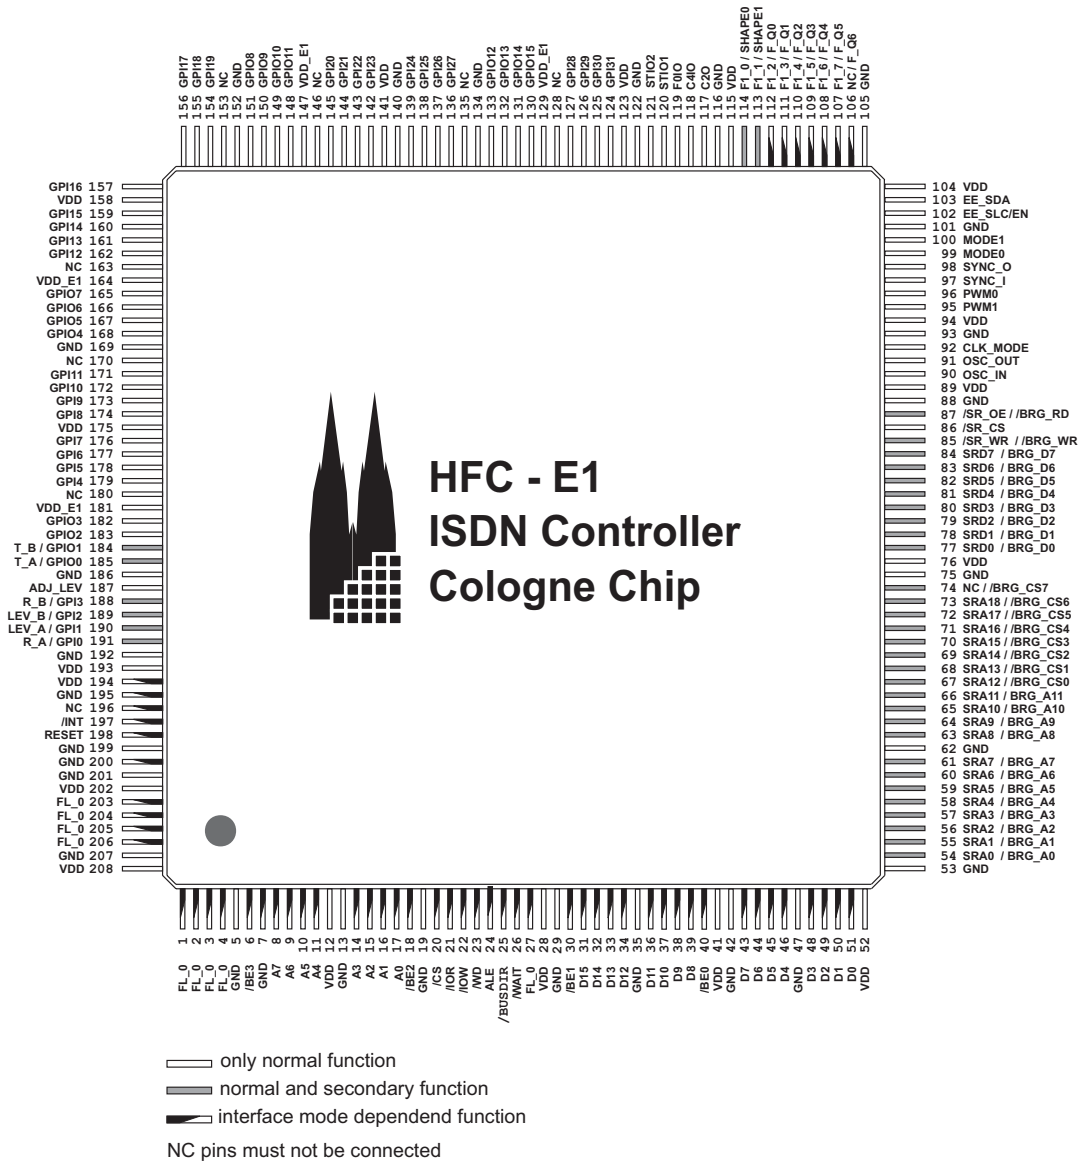 156 GPI17
155 GPI18
154 GPI19
153 NC
152 GND
151 GPIO8
150 GPIO9
149 GPIO10
148 GPIO11
147 VDD_E1
146 NC
145 GPI20
144 GPI21
143 GPI22
142 GPI23
141 VDD
140 GND
139 GPI24
138 GPI25
137 GPI26
136 GPI27
135 NC
134 GND
133 GPIO12
132 GPIO13
131 GPIO14
130 GPIO15
129 VDD_E1
128 NC
127 GPI28
126 GPI29
125 GPI30
124 GPI31
123 VDD
122 GND
121 STIO2
120 STIO1
119 F0IO
118 C4IO
117 C2O
116 GND
115 VDD
114 F1_0 / SHAPE0
113 F1_1 / SHAPE1
112 F1_2 / F_Q0
111 F1_3 / F_Q1
110 F1_4 / F_Q2
109 F1_5 / F_Q3
108 F1_6 / F_Q4
107 F1_7 / F_Q5
106 NC / F_Q6
105 GND
GPI16 157
VDD 158
GPI15 159
GPI14 160
GPI13 161
GPI12 162
NC 163
VDD_E1 164
GPIO7 165
GPIO6 166
GPIO5 167
GPIO4 168
GND 169
NC 170
GPI11 171
GPI10 172
GPI9 173
GPI8 174
VDD 175
GPI7 176
GPI6 177
GPI5 178
GPI4 179
NC 180
VDD_E1 181
GPIO3 182
GPIO2 183
T_B / GPIO1 184
T_A / GPIO0 185
GND 186
ADJ_LEV 187
R_B / GPI3 188
LEV_B / GPI2 189
LEV_A / GPI1 190
R_A / GPI0 191
GND 192
VDD 193
VDD 194
GND 195
NC 196
/INT 197
RESET 198
GND 199
GND 200
GND 201
VDD 202
FL_0 203
FL_0 204
FL_0 205
FL_0 206
GND 207
VDD 208
HFC - E1
ISDN Controller
Cologne Chip
104 VDD
103 EE_SDA
102 EE_SLC/EN
101 GND
100 MODE1
99 MODE0
98 SYNC_O
97 SYNC_I
96 PWM0
95 PWM1
94 VDD
93 GND
92 CLK_MODE
91 OSC_OUT
90 OSC_IN
89 VDD
88 GND
87 /SR_OE / /BRG_RD
86 /SR_CS
85 /SR_WR / /BRG_WR
84 SRD7 / BRG_D7
83 SRD6 / BRG_D6
82 SRD5 / BRG_D5
81 SRD4 / BRG_D4
80 SRD3 / BRG_D3
79 SRD2 / BRG_D2
78 SRD1 / BRG_D1
77 SRD0 / BRG_D0
76 VDD
75 GND
74 NC / /BRG_CS7
73 SRA18 / /BRG_CS6
72 SRA17 / /BRG_CS5
71 SRA16 / /BRG_CS4
70 SRA15 / /BRG_CS3
69 SRA14 / /BRG_CS2
68 SRA13 / /BRG_CS1
67 SRA12 / /BRG_CS0
66 SRA11 / BRG_A11
65 SRA10 / BRG_A10
64 SRA9 / BRG_A9
63 SRA8 / BRG_A8
62 GND
61 SRA7 / BRG_A7
60 SRA6 / BRG_A6
59 SRA5 / BRG_A5
58 SRA4 / BRG_A4
57 SRA3 / BRG_A3
56 SRA2 / BRG_A2
55 SRA1 / BRG_A1
54 SRA0 / BRG_A0
53 GND
1 FL_0
2 FL_0
3 FL_0
4 FL_0
5 GND
6 /BE3
7 GND
8 A7
9 A6
10 A5
11 A4
12 VDD
13 GND
14 A3
15 A2
16 A1
17 A0
18 /BE2
19 GND
20 /CS
21 /IOR
22 /IOW
23 /WD
24 ALE
25 /BUSDIR
26 /WAIT
27 FL_0
28 VDD
29 GND
30 /BE1
31 D15
32 D14
33 D13
34 D12
35 GND
36 D11
37 D10
38 D9
39 D8
40 /BE0
41 VDD
42 GND
43 D7
44 D6
45 D5
46 D4
47 GND
48 D3
49 D2
50 D1
51 D0
52 VDD
only normal function
normal and secondary function
interface mode dependend function
NC pins must not be connected